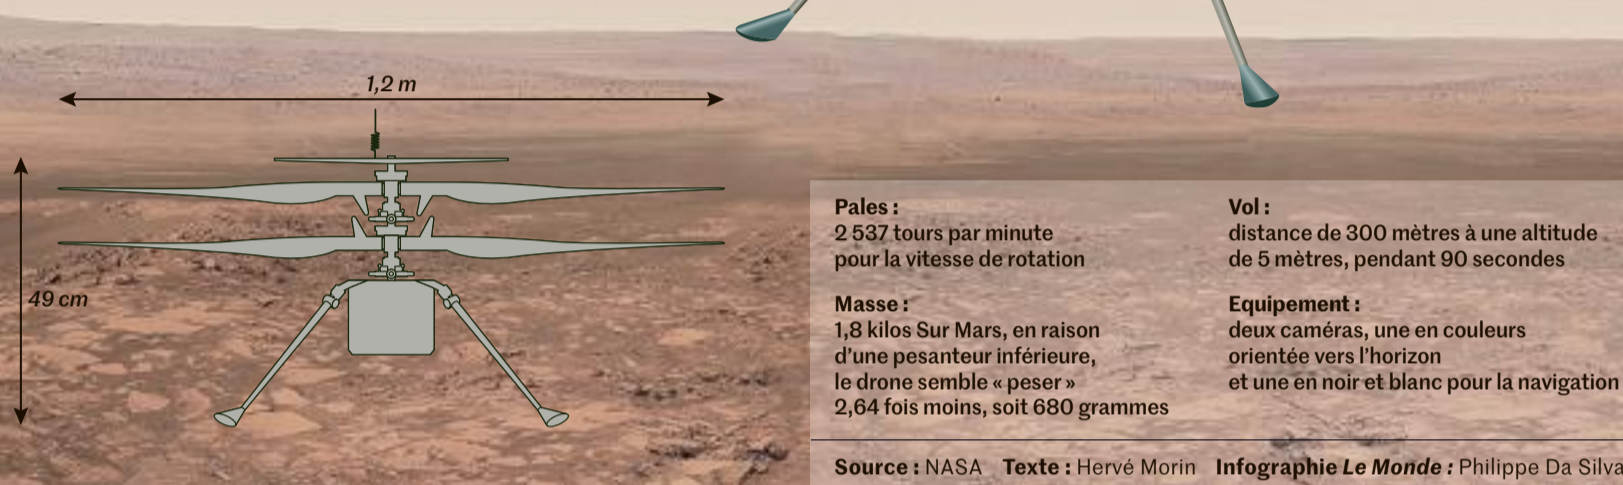 1,2 m
49 cm
Pales :
2 537 tours par minute
pour la vitesse de rotation
Masse :
1,8 kilos Sur Mars, en raison
d'une pesanteur inférieure,
le drone semble « peser »
2,64 fois moins, soit 680 grammes
Vol :
distance de 300 mètres à une altitude
de 5 mètres, pendant 90 secondes
Equipement :
deux caméras, une en couleurs
orientée vers l'horizon
et une en noir et blanc pour la navigation
Source : NASA Texte : Hervé Morin Infographie Le Monde : Philippe Da Silva